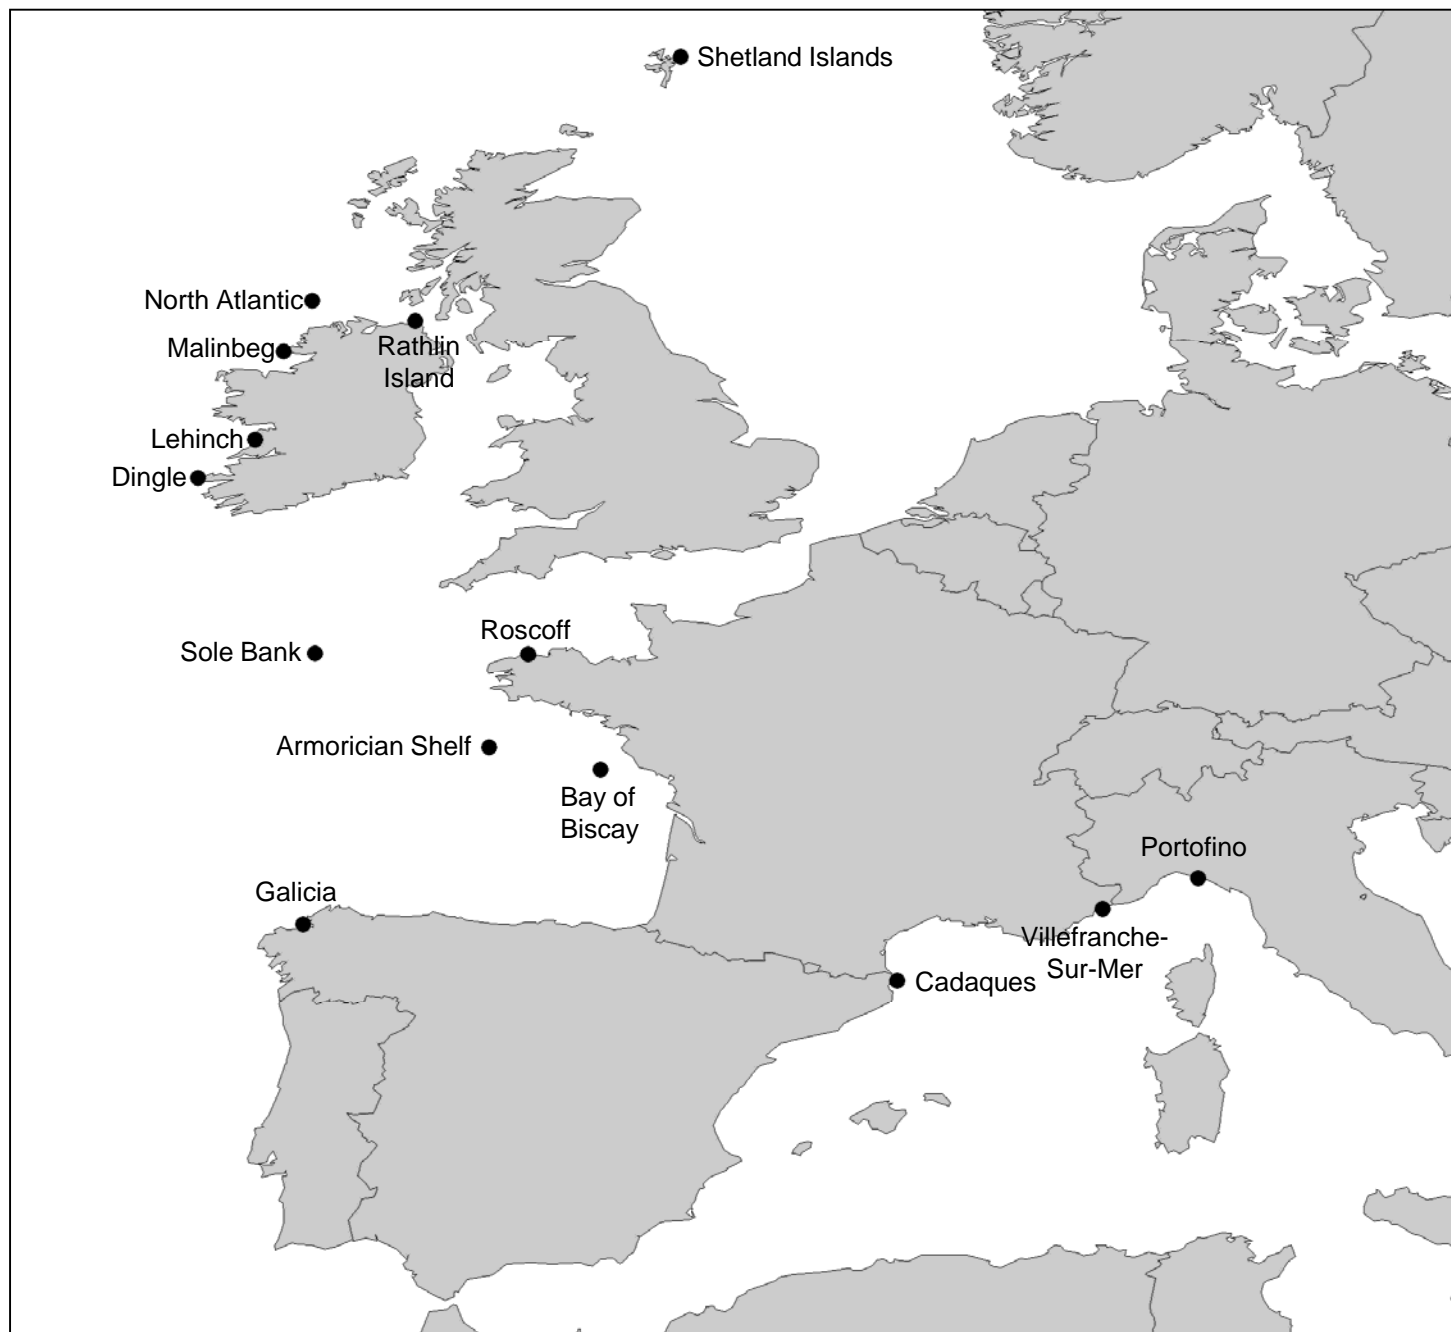 Shetland Islands
North Atlantic
Malinbeg
Rathlin
Island
Lehinch
Dingle
Roscoff
Sole Bank
Armorician Shelf
Bay of
Biscay
Portofino
Galicia
Villefranche-
Sur-Mer
Cadaques